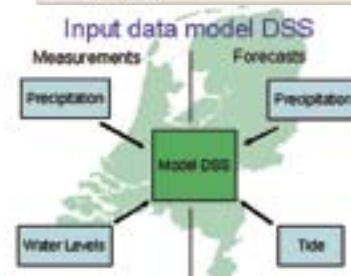 Input data model DSS
Measurements Forecasts
Precipitation Precipitation
Model DSS
Water Levels Tide